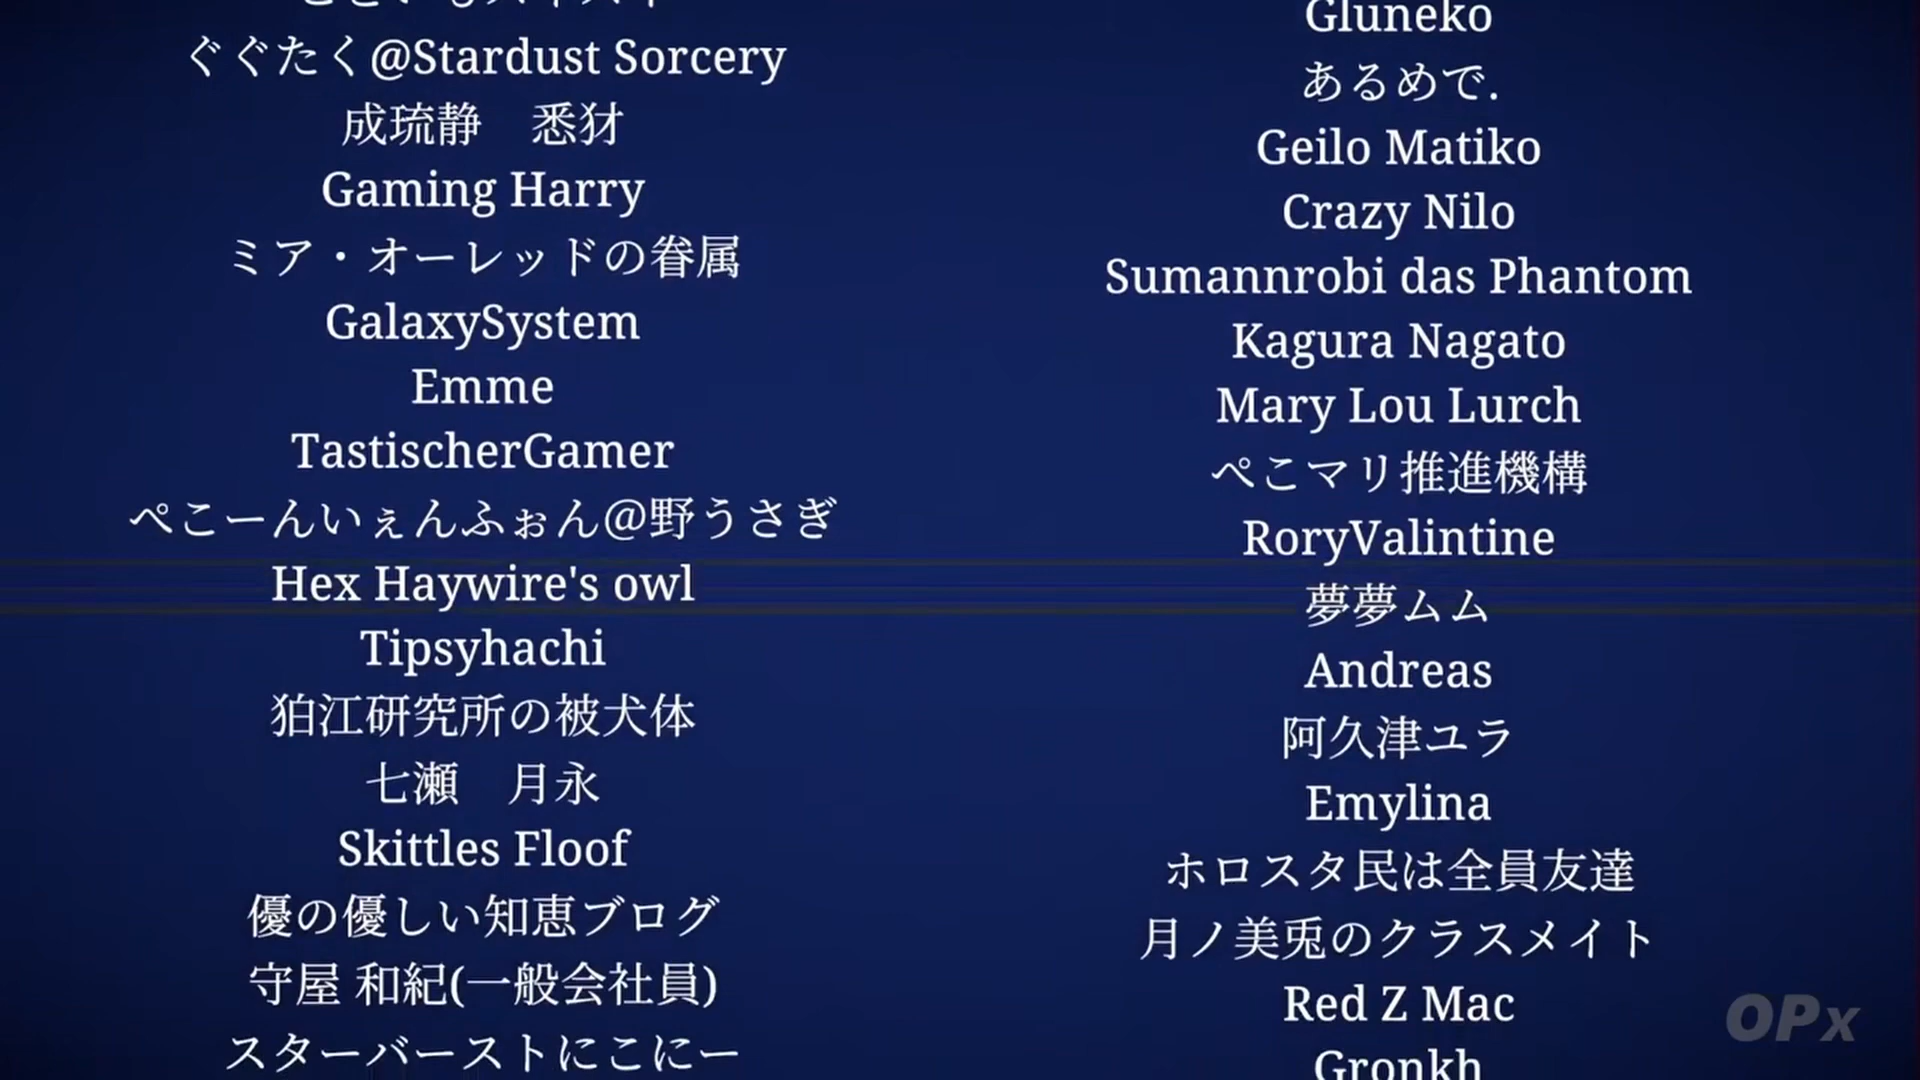 ぐぐたく@Stardust Sorcery
成琉静　悉犲
Gaming Harry
ミア・オーレッドの眷属
GalaxySystem
Emme
TastischerGamer
ぺこーんいぇんふぉん@野うさぎ
Hex Haywire's owl
Tipsyhachi
狛江研究所の被犬体
七瀬　月永
Skittles Floof
優の優しい知恵ブログ
守屋 和紀(一般会社員)
スターバーストにこにー
Gluneko
あるめで.
Geilo Matiko
Crazy Nilo
Sumannrobi das Phantom
Kagura Nagato
Mary Lou Lurch
ぺこマリ推進機構
RoryValintine
夢夢ムム
Andreas
阿久津ユラ
Emylina
ホロスタ民は全員友達
月ノ美兎のクラスメイト
Red Z Mac
Gronkh
OPx